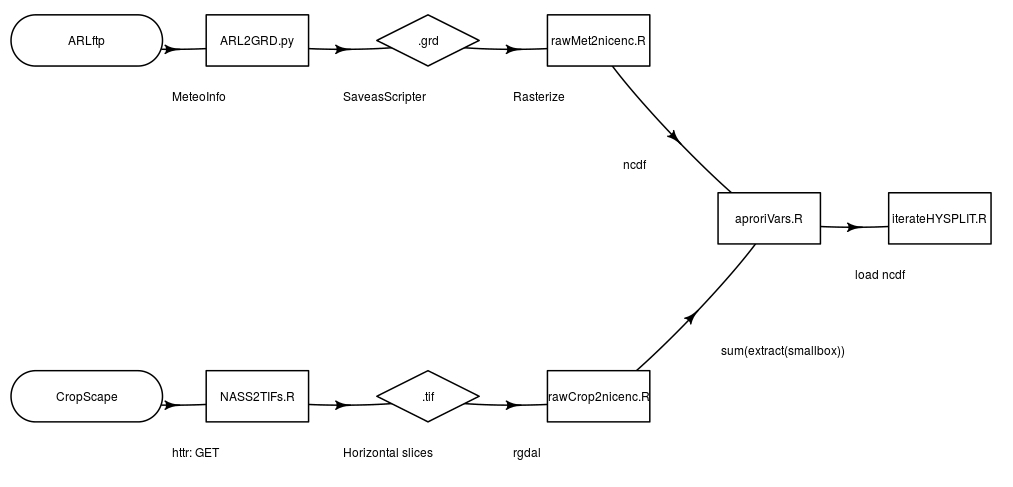 ARLftp
ARL2GRD.py
.grd
rawMet2nicenc.R
MeteoInfo
SaveasScripter
Rasterize
ncdf
aproriVars.R
iterateHYSPLIT.R
load ncdf
sum(extract(smallbox))
CropScape
NASS2TIFs.R
.tif
rawCrop2nicenc.R
httr: GET
Horizontal slices
rgdal